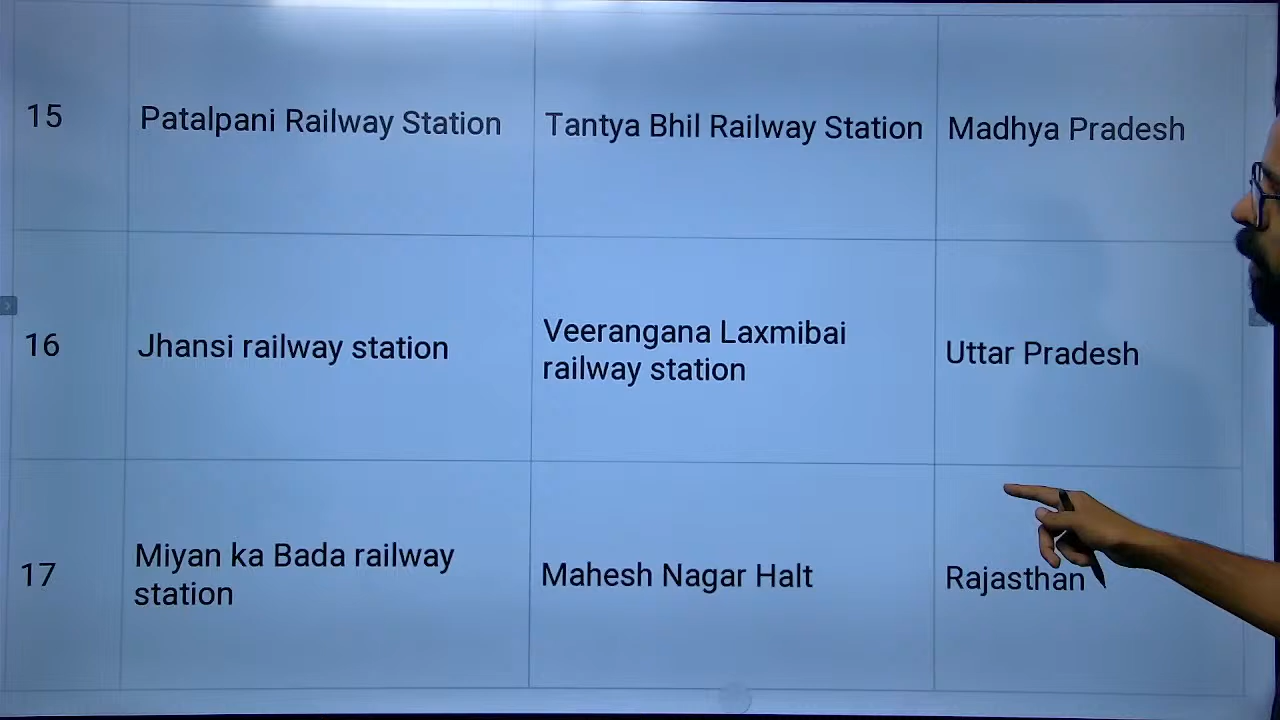 15
Patalpani Railway Station
Tantya Bhil Railway Station
Madhya Pradesh
16
Jhansi railway station
Veerangana Laxmibai
railway station
Uttar Pradesh
17
Miyan ka Bada railway
station
Mahesh Nagar Halt
Rajasthan